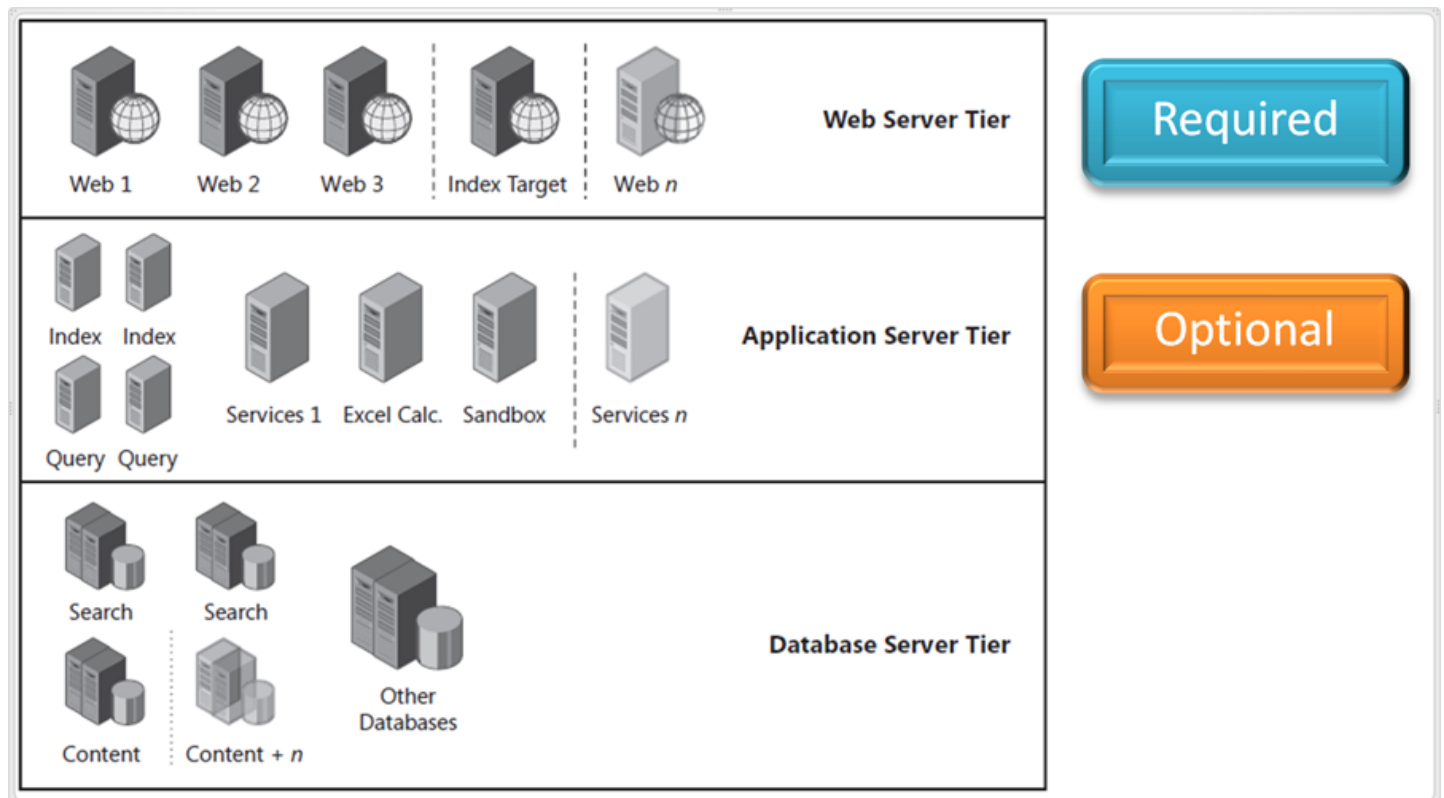 Web 1
Web 2
Web 3
Index Target
Web n
Web Server Tier
Required
Index
Index
Query
Query
Services 1
Excel Calc.
Sandbox
Services n
Application Server Tier
Optional
Search
Search
Content
Content + n
Other
Databases
Database Server Tier